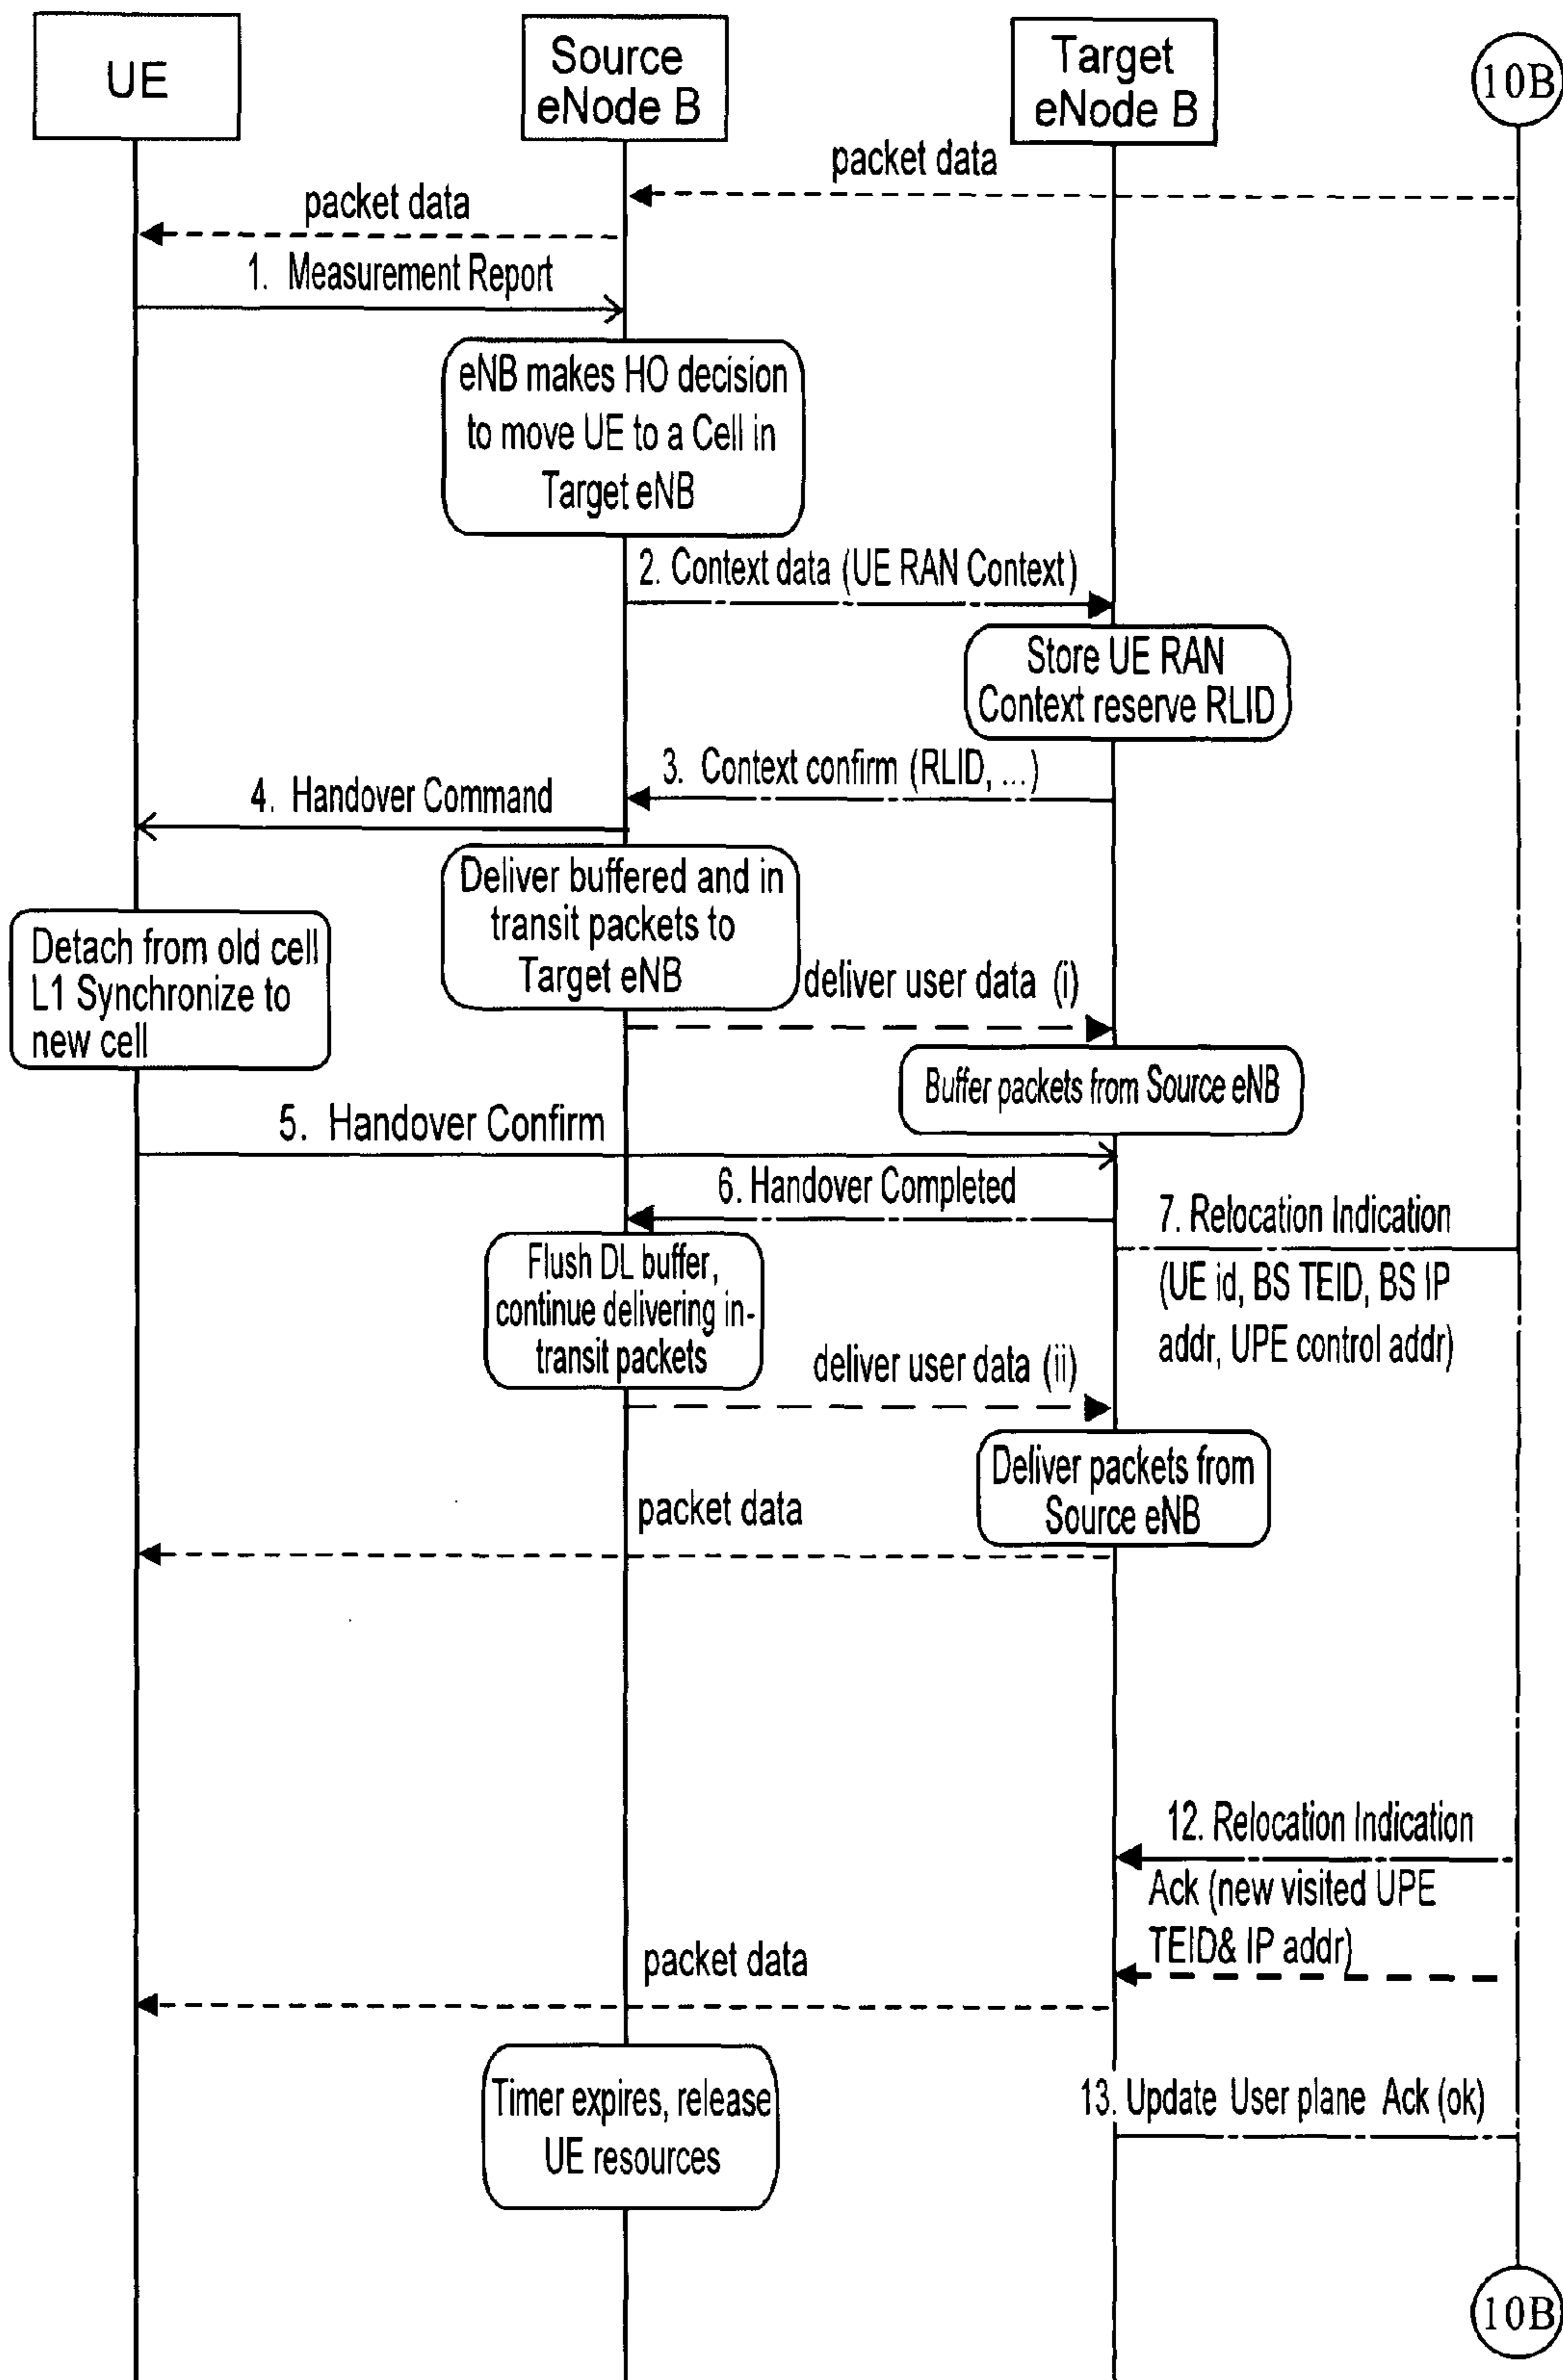 UE
Source
eNode B
Target
eNode B
10B
packet data
packet data
1. Measurement Report
eNB makes HO decision
to move UE to a Cell in
Target eNB
2. Context data (UE RAN Context)
Store UE RAN
Context reserve RLID
3. Context confirm (RLID, ...)
4. Handover Command
Deliver buffered and in
transit packets to
Target eNB
Detach from old cell
L1 Synchronize to
new cell
deliver user data (i)
Buffer packets from Source eNB
5. Handover Confirm
6. Handover Completed
7. Relocation Indication
(UE id, BS TEID, BS IP
addr, UPE control addr)
Flush DL buffer,
continue delivering in-
transit packets
deliver user data (ii)
Deliver packets from
Source eNB
packet data
12. Relocation Indication
Ack (new visited UPE
TEID& IP addr)
packet data
Timer expires, release
UE resources
13. Update User plane Ack (ok)
10B